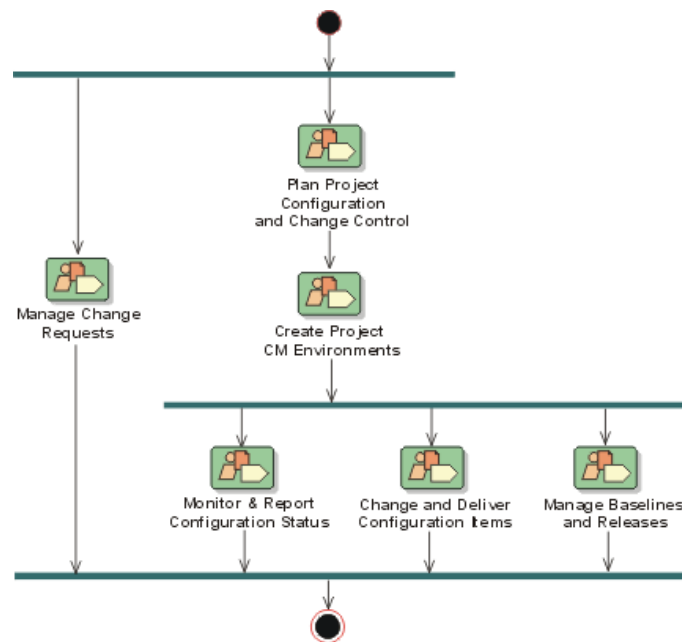 Plan Project
Configuration
and Change Control
Manage Change
Requests
Create Project
CM Environments
Monitor & Report
Configuration Status
Change and Deliver
Configuration Items
Manage Baselines
and Releases